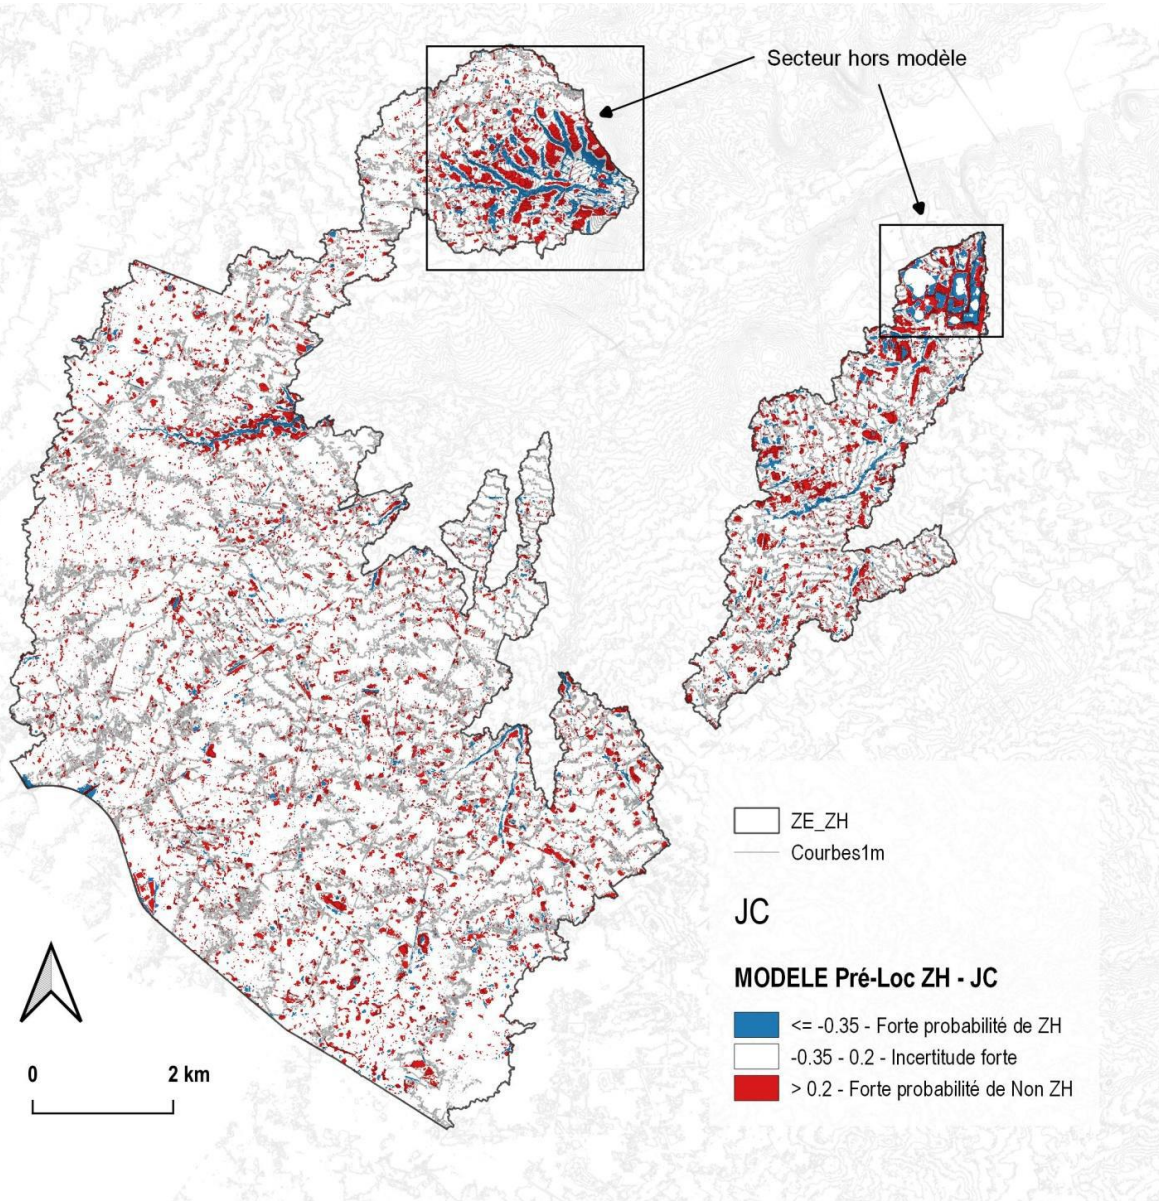 Secteur hors modèle
ZE_ZH
Courbes1m
JC
MODELE Pré-Loc ZH - JC
<= -0.35 - Forte probabilité de ZH
-0.35 - 0.2 - Incertitude forte
> 0.2 - Forte probabilité de Non ZH
0 2 km